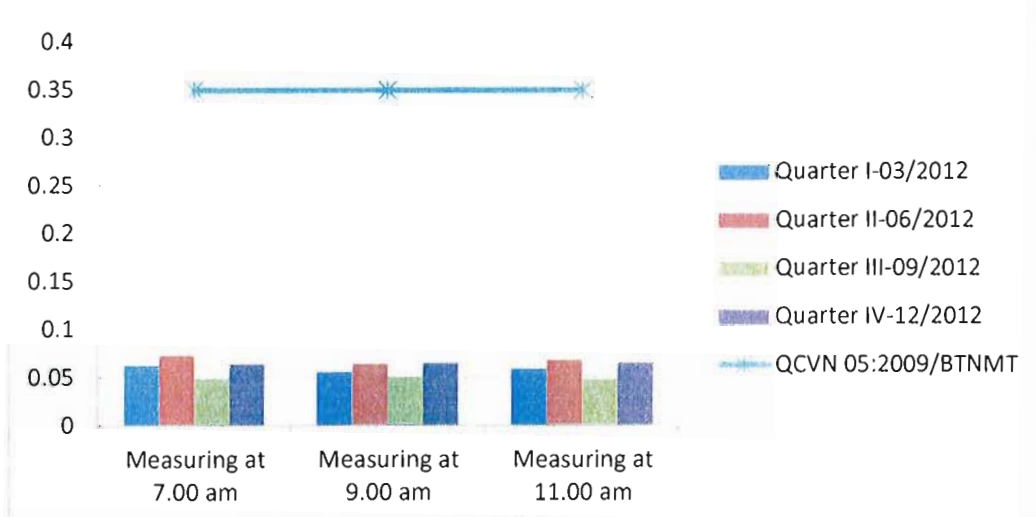 0.4
0.35
0.3
0.25
0.2
0.15
0.1
0.05
0
Measuring at
7.00 am
Measuring at
9.00 am
Measuring at
11.00 am
Quarter I-03/2012
Quarter II-06/2012
Quarter III-09/2012
Quarter IV-12/2012
QCVN 05:2009/BTNMT